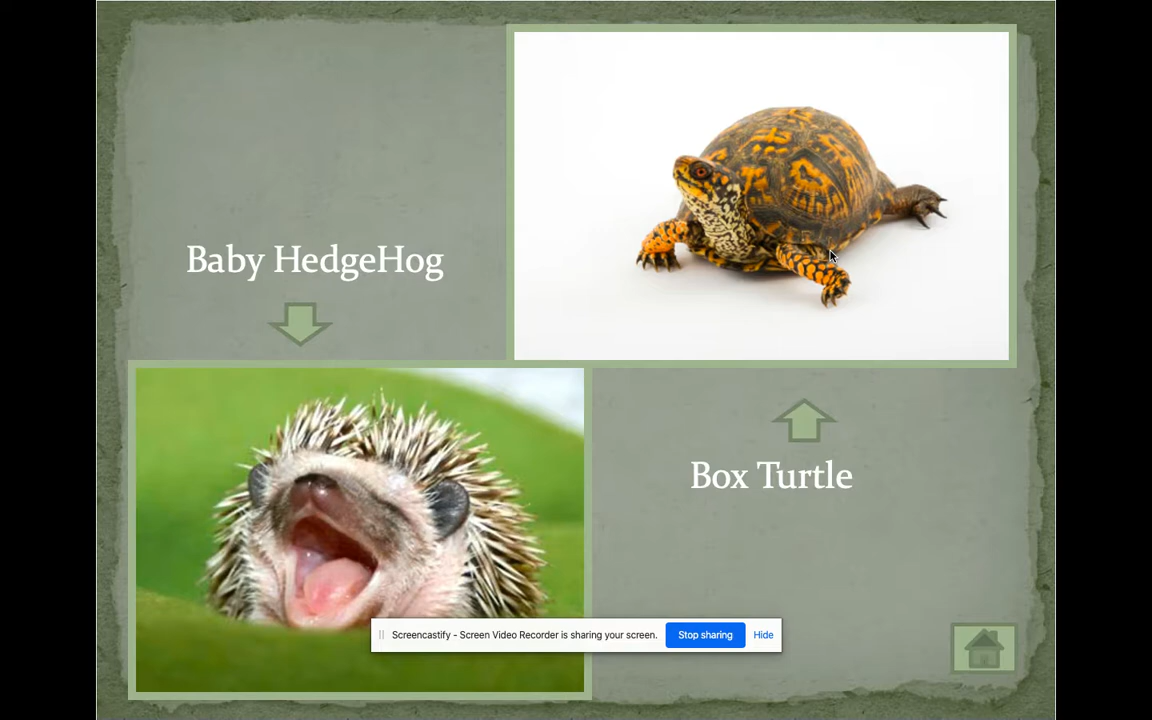 Baby HedgeHog
Box Turtle
Screencastify - Screen Video Recorder is sharing your screen. Stop sharing Hide